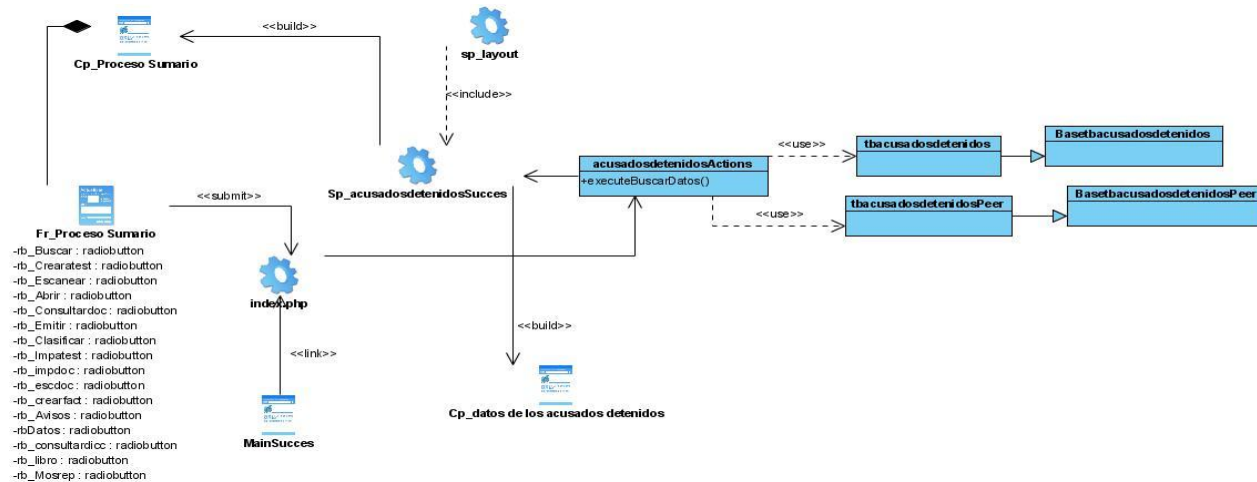 <<build>>
sp_layout
Cp_Proceso Sumario
<<include>>
Basetbacusadosdetenidos
tbacusadosdetenidos
<<use>>
acusadosdetenidosActions
+executeBuscarDatos()
Sp_acusadosdetenidosSucces
<<submit>>
tbacusadosdetenidosPeer
BasetbacusadosdetenidosPeer
<<use>>
Fr_Proceso Sumario
-rb_Buscar : radiobutton
-rb_Crearatest : radiobutton
-rb_Escanear : radiobutton
-rb_Abrir : radiobutton
-rb_Consultardoc : radiobutton
-rb_Emitir : radiobutton
-rb_Clasificar : radiobutton
-rb_Impatest : radiobutton
-rb_impdoc : radiobutton
-rb_escdoc : radiobutton
-rb_crearfact : radiobutton
-rb_Avisos : radiobutton
-rbDatos : radiobutton
-rb_consultardicc : radiobutton
-rb_libro : radiobutton
-rb_Mosrep : radiobutton
index.php
<<build>>
<<link>>
Cp_datos de los acusados detenidos
MainSucces